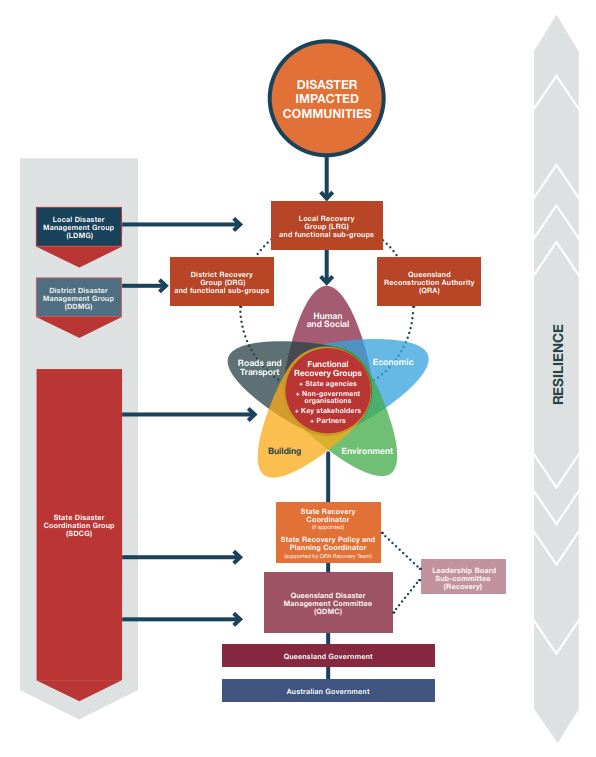 DISASTER
IMPACTED
COMMUNITIES
Local Disaster
Management Group
(LDMG)
Local Recovery
Group (LRG)
and functional sub-groups
District Disaster
Management Group
(DDMG)
District Recovery
Group (DRG)
and functional sub-groups
Queensland
Reconstruction Authority
(QRA)
Human
and Social
Roads and
Transport
Economic
Functional
Recovery Groups
+ State agencies
+ Non-government
organisations
+ Key stakeholders
+ Partners
Building
Environment
State Disaster
Coordination Group
(SDCG)
State Recovery
Coordinator
(if appointed)
State Recovery Policy and
Planning Coordinator
(supported by QRA Recovery Team)
Leadership Board
Sub-committee
(Recovery)
Queensland Disaster
Management Committee
(QDMC)
Queensland Government
Australian Government
RESILIENCE